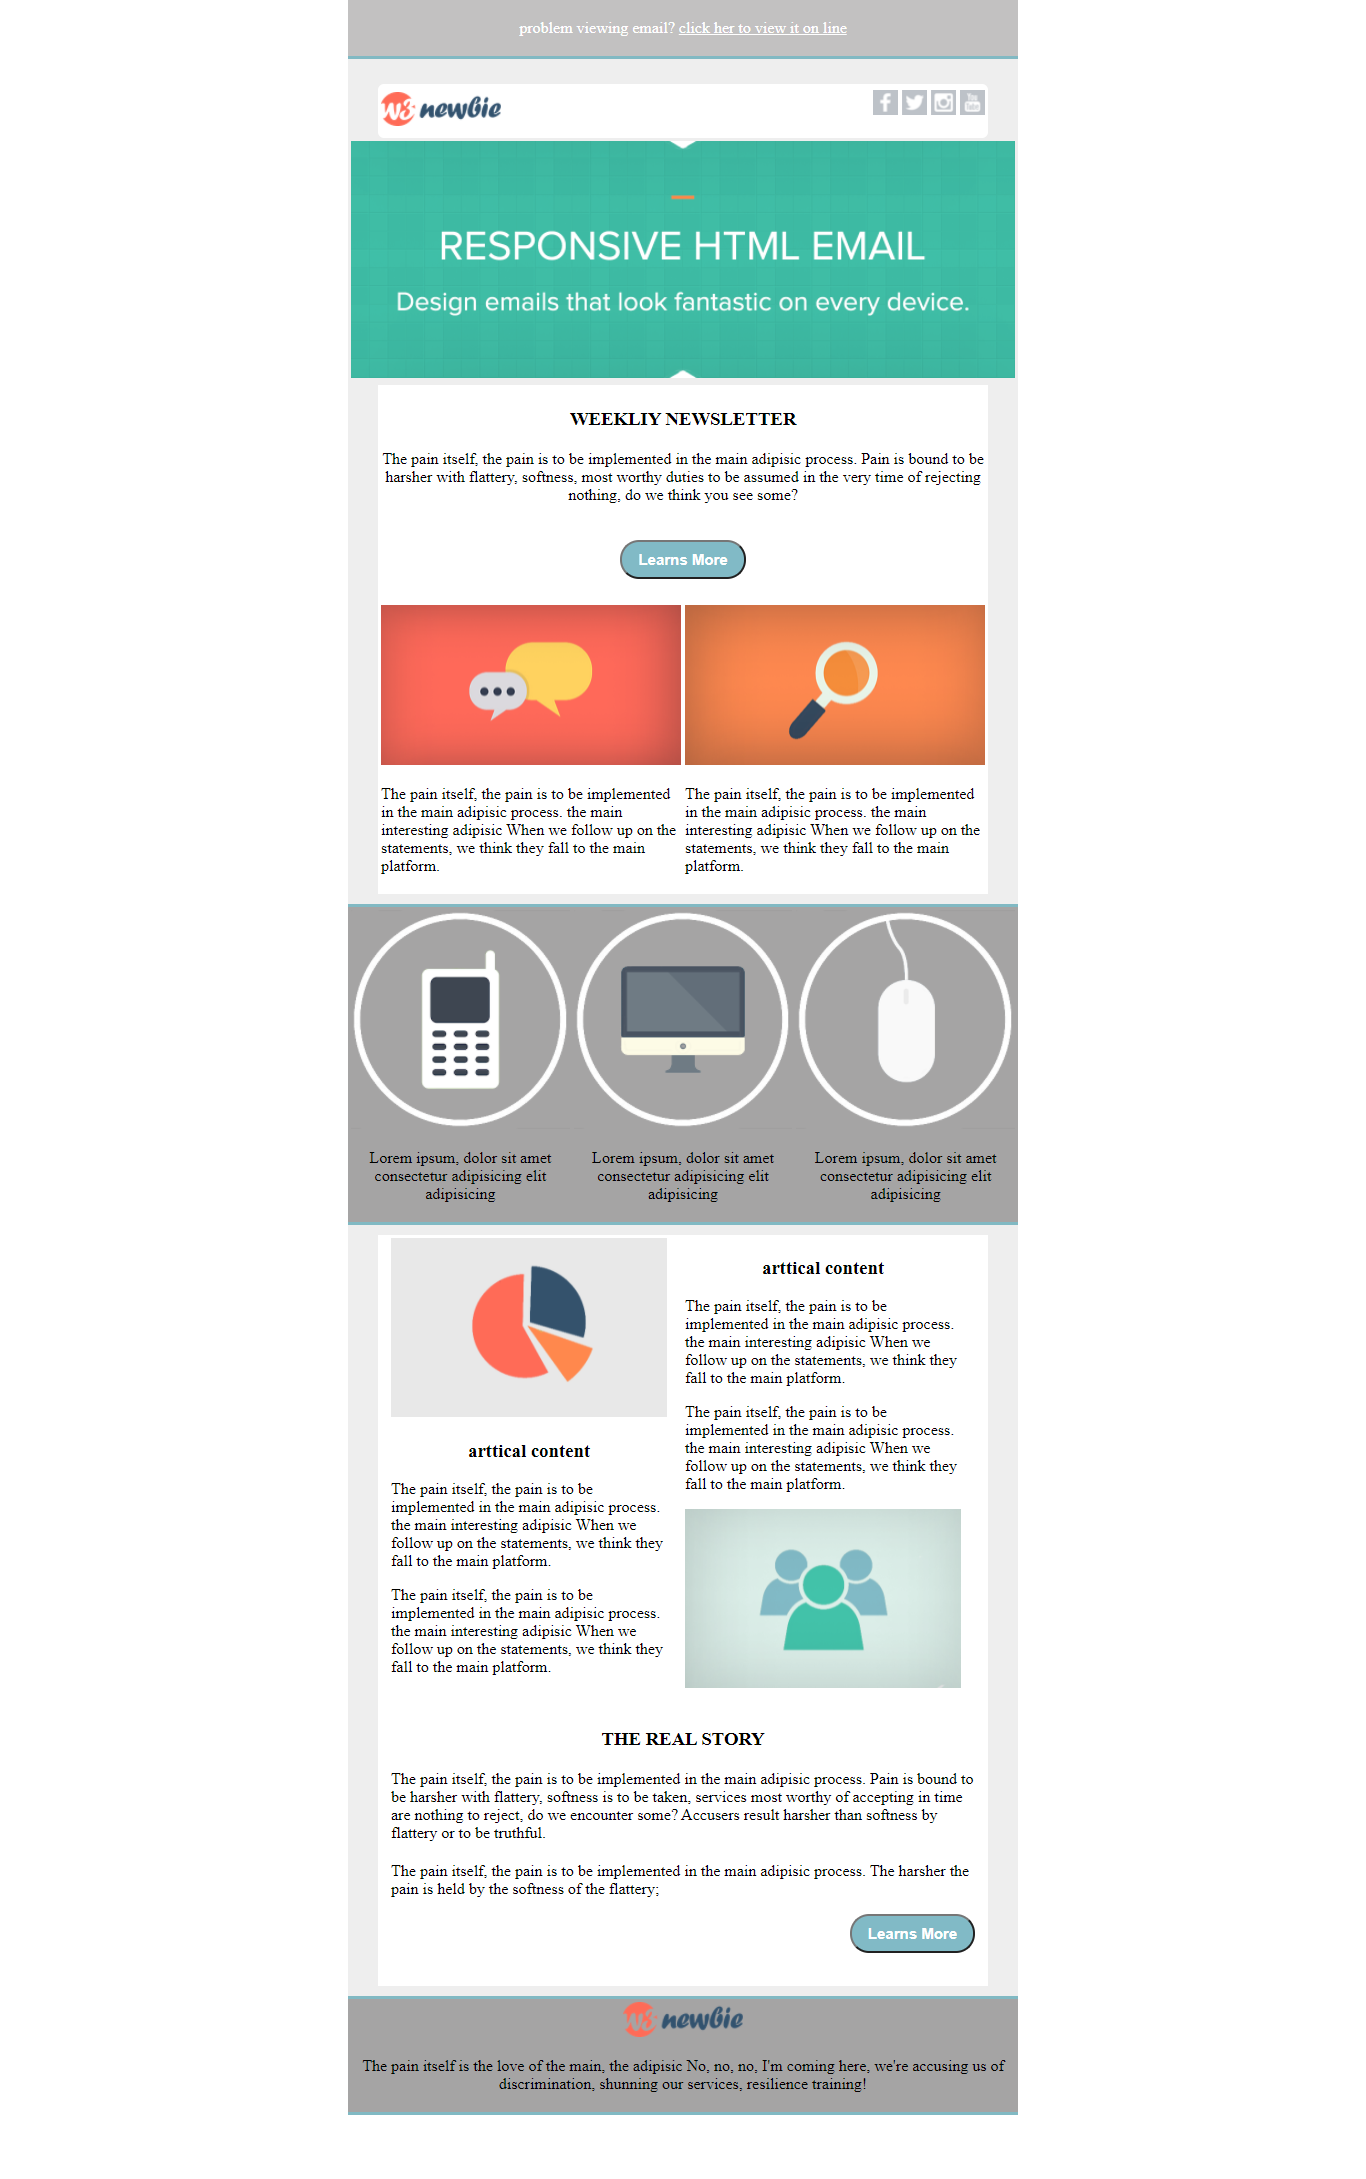 problem viewing email? click her to view it on line
w3 newbie
You Tube
RESPONSIVE HTML EMAIL
Design emails that look fantastic on every device.
WEEKLIY NEWSLETTER
The pain itself, the pain is to be implemented in the main adipisic process. Pain is bound to be
harsher with flattery, softness, most worthy duties to be assumed in the very time of rejecting
nothing, do we think you see some?
Learns More
The pain itself, the pain is to be implemented
in the main adipisic process. the main
interesting adipisic When we follow up on the
statements, we think they fall to the main
platform.
The pain itself, the pain is to be implemented
in the main adipisic process. the main
interesting adipisic When we follow up on the
statements, we think they fall to the main
platform.
Lorem ipsum, dolor sit amet
consectetur adipisicing elit
adipisicing
Lorem ipsum, dolor sit amet
consectetur adipisicing elit
adipisicing
Lorem ipsum, dolor sit amet
consectetur adipisicing elit
adipisicing
arttical content
The pain itself, the pain is to be
implemented in the main adipisic process.
the main interesting adipisic When we
follow up on the statements, we think they
fall to the main platform.
The pain itself, the pain is to be
implemented in the main adipisic process.
the main interesting adipisic When we
follow up on the statements, we think they
fall to the main platform.
arttical content
The pain itself, the pain is to be
implemented in the main adipisic process.
the main interesting adipisic When we
follow up on the statements, we think they
fall to the main platform.
The pain itself, the pain is to be
implemented in the main adipisic process.
the main interesting adipisic When we
follow up on the statements, we think they
fall to the main platform.
THE REAL STORY
The pain itself, the pain is to be implemented in the main adipisic process. Pain is bound to
be harsher with flattery, softness is to be taken, services most worthy of accepting in time
are nothing to reject, do we encounter some? Accusers result harsher than softness by
flattery or to be truthful.
The pain itself, the pain is to be implemented in the main adipisic process. The harsher the
pain is held by the softness of the flattery;
Learns More
w3 newbie
The pain itself is the love of the main, the adipisic No, no, no, I'm coming here, we're accusing us of
discrimination, shunning our services, resilience training!